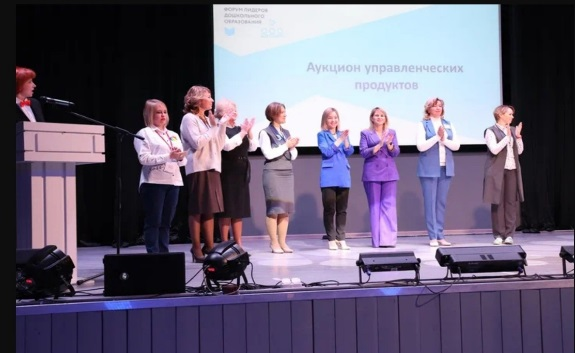 ФОРУМ ЛИДЕРОВ
ДОШКОЛЬНОГО
ОБРАЗОВАНИЯ
Аукцион управленческих
продуктов